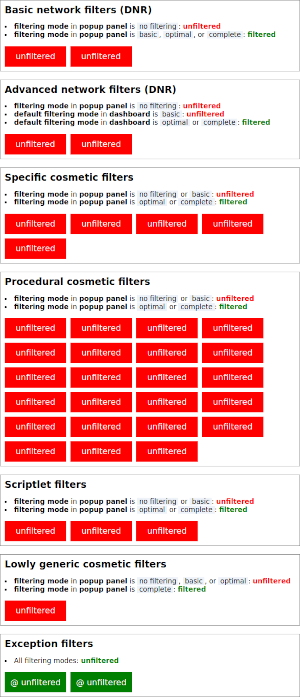 Basic network filters (DNR)
• filtering mode in popup panel is no filtering: unfiltered
• filtering mode in popup panel is basic, optimal, or complete: filtered
unfiltered unfiltered
Advanced network filters (DNR)
• filtering mode in popup panel is no filtering: unfiltered
• default filtering mode in dashboard is basic: unfiltered
• default filtering mode in dashboard is optimal or complete: filtered
unfiltered unfiltered
Specific cosmetic filters
• filtering mode in popup panel is no filtering or basic: unfiltered
• filtering mode in popup panel is optimal or complete: filtered
unfiltered unfiltered unfiltered unfiltered
unfiltered
Procedural cosmetic filters
• filtering mode in popup panel is no filtering or basic: unfiltered
• filtering mode in popup panel is optimal or complete: filtered
unfiltered unfiltered unfiltered unfiltered
unfiltered unfiltered unfiltered unfiltered
unfiltered unfiltered unfiltered unfiltered
unfiltered unfiltered unfiltered unfiltered
unfiltered unfiltered unfiltered unfiltered
unfiltered unfiltered unfiltered
Scriptlet filters
• filtering mode in popup panel is no filtering or basic: unfiltered
• filtering mode in popup panel is optimal or complete: filtered
unfiltered unfiltered unfiltered
Lowly generic cosmetic filters
• filtering mode in popup panel is no filtering, basic, or optimal: unfiltered
• filtering mode in popup panel is complete: filtered
unfiltered
Exception filters
• All filtering modes: unfiltered
@ unfiltered @ unfiltered